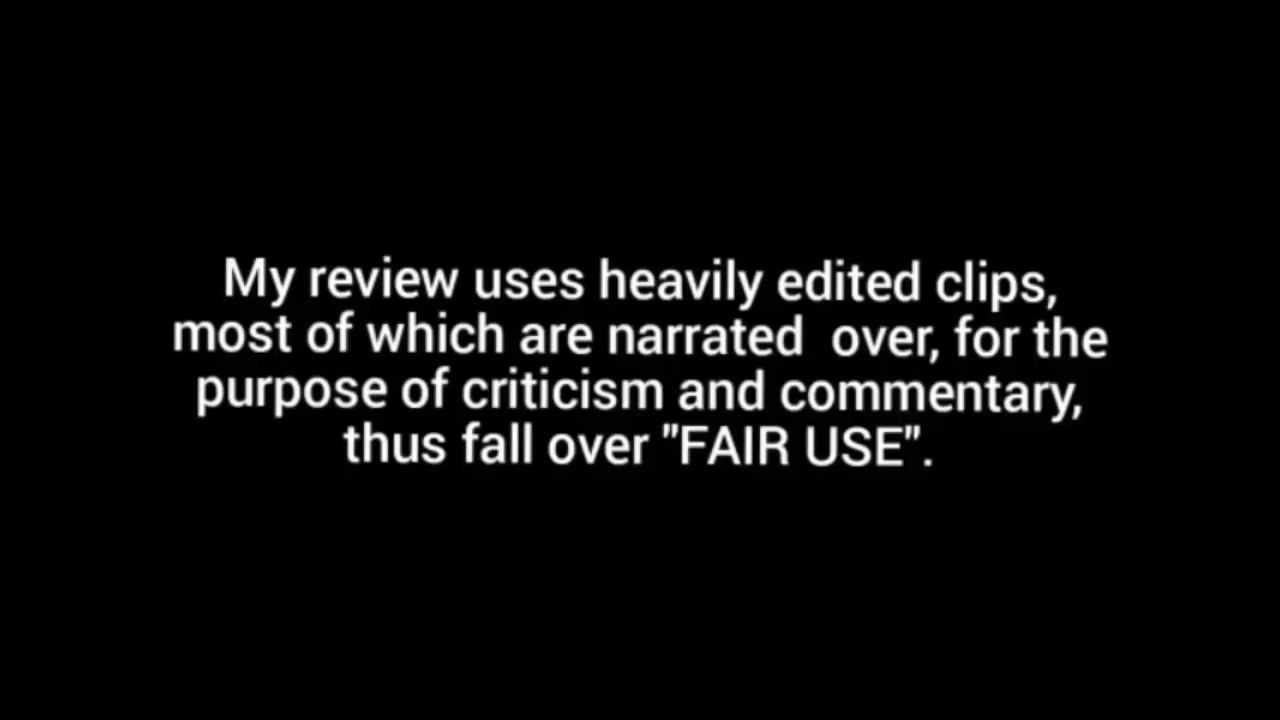 My review uses heavily edited clips,
most of which are narrated  over, for the
purpose of criticism and commentary,
thus fall over "FAIR USE".